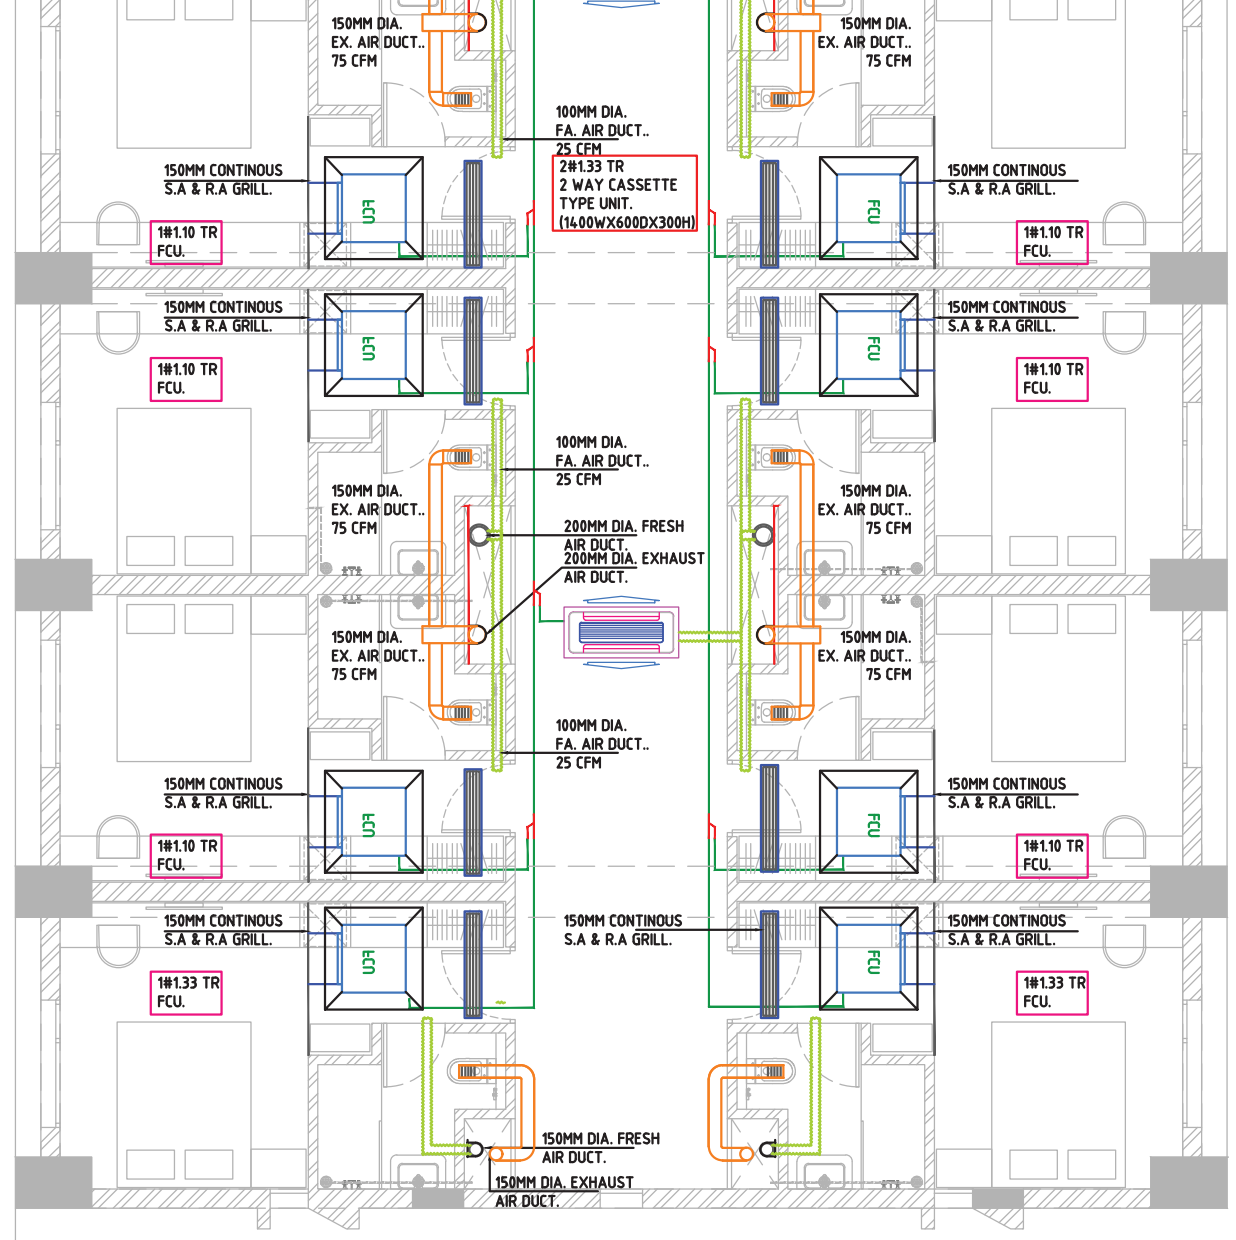 150MM DIA.
EX. AIR DUCT..
75 CFM
150MM DIA.
EX. AIR DUCT..
75 CFM
100MM DIA.
FA. AIR DUCT..
25 CFM
2#1.33 TR
2 WAY CASSETTE
TYPE UNIT.
(1400WX600DX300H)
150MM CONTINOUS
S.A & R.A GRILL.
FCU
FCU
150MM CONTINOUS
S.A & R.A GRILL.
1#1.10 TR
FCU.
1#1.10 TR
FCU.
150MM CONTINOUS
S.A & R.A GRILL.
FCU
FCU
150MM CONTINOUS
S.A & R.A GRILL.
1#1.10 TR
FCU.
1#1.10 TR
FCU.
100MM DIA.
FA. AIR DUCT..
25 CFM
150MM DIA.
EX. AIR DUCT..
75 CFM
150MM DIA.
EX. AIR DUCT..
75 CFM
200MM DIA. FRESH
AIR DUCT.
200MM DIA. EXHAUST
AIR DUCT.
150MM DIA.
EX. AIR DUCT..
75 CFM
150MM DIA.
EX. AIR DUCT..
75 CFM
100MM DIA.
FA. AIR DUCT..
25 CFM
150MM CONTINOUS
S.A & R.A GRILL.
FCU
FCU
150MM CONTINOUS
S.A & R.A GRILL.
1#1.10 TR
FCU.
1#1.10 TR
FCU.
150MM CONTINOUS
S.A & R.A GRILL.
FCU
150MM CONTINOUS
S.A & R.A GRILL.
FCU
150MM CONTINOUS
S.A & R.A GRILL.
1#1.33 TR
FCU.
1#1.33 TR
FCU.
150MM DIA. FRESH
AIR DUCT.
150MM DIA. EXHAUST
AIR DUCT.